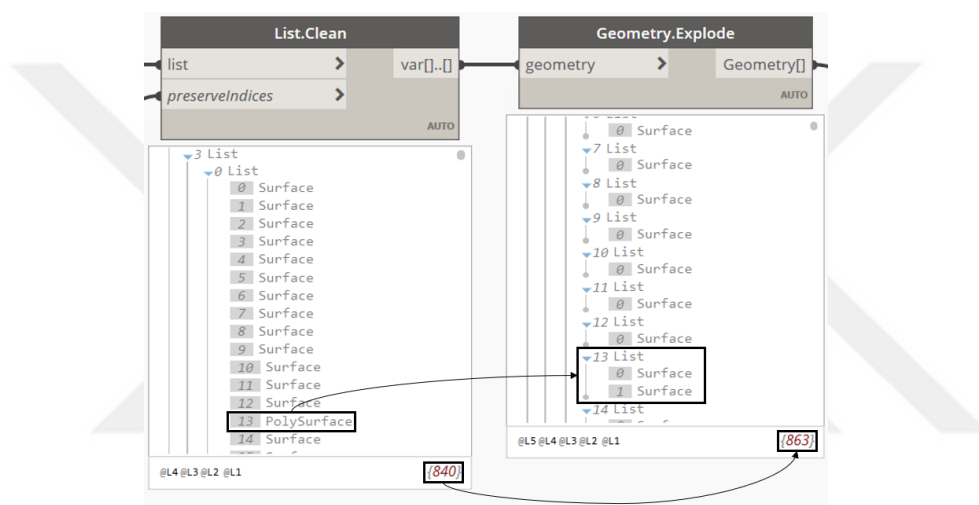 List.Clean
list > var[]..[]
preserveIndices >
AUTO
3 List
0 List
0 Surface
1 Surface
2 Surface
3 Surface
4 Surface
5 Surface
6 Surface
7 Surface
8 Surface
9 Surface
10 Surface
11 Surface
12 Surface
13 PolySurface
14 Surface
@L4 @L3 @L2 @L1 {840}
Geometry.Explode
geometry > Geometry[]
AUTO
0 Surface
7 List
0 Surface
8 List
0 Surface
9 List
0 Surface
10 List
0 Surface
11 List
0 Surface
12 List
0 Surface
13 List
0 Surface
1 Surface
14 List
@L5 @L4 @L3 @L2 @L1 {863}